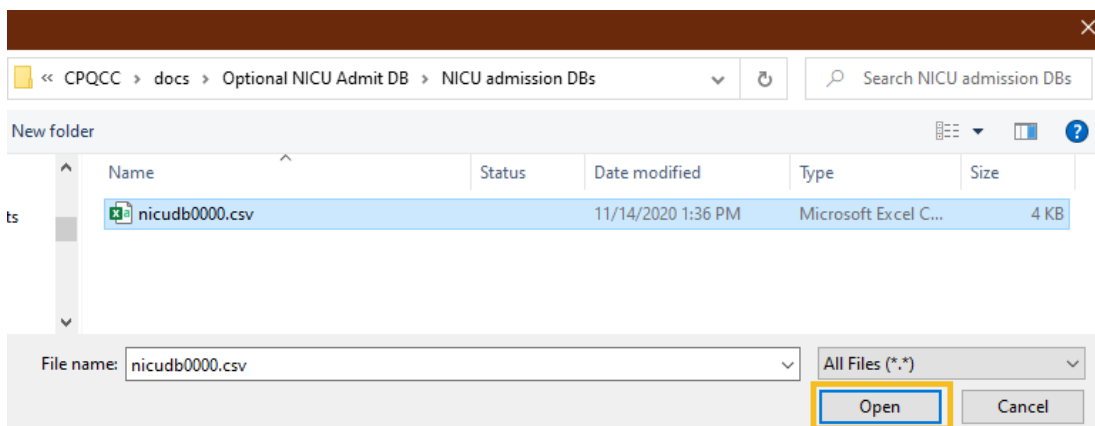 « CPQCC > docs > Optional NICU Admit DB > NICU admission DBs Search NICU admission DBs
New folder ?
Name Status Date modified Type Size
ts nicudb0000.csv 11/14/2020 1:36 PM Microsoft Excel C... 4 KB
File name: nicudb0000.csv All Files (*.*)
Open Cancel